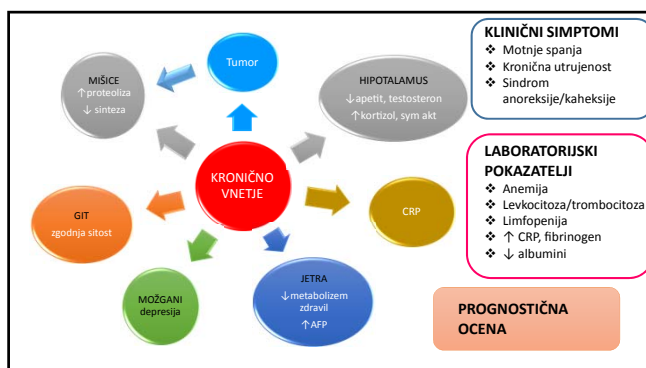 Tumor
MIŠICE
↑proteoliza
↓ sinteza
HIPOTALAMUS
↓apetit, testosteron
↑kortizol, sym akt
KRONIČNO
VNETJE
GIT
zgodnja sitost
CRP
MOŽGANI
depresija
JETRA
↓metabolizem
zdravil
↑AFP
KLINIČNI SIMPTOMI
❖ Motnje spanja
❖ Kronična utrujenost
❖ Sindrom
anoreksije/kaheksije
LABORATORIJSKI
POKAZATELJI
❖ Anemija
❖ Levkocitoza/trombocitoza
❖ Limfopenija
❖ ↑ CRP, fibrinogen
❖ ↓ albumini
PROGNOSTIČNA
OCENA